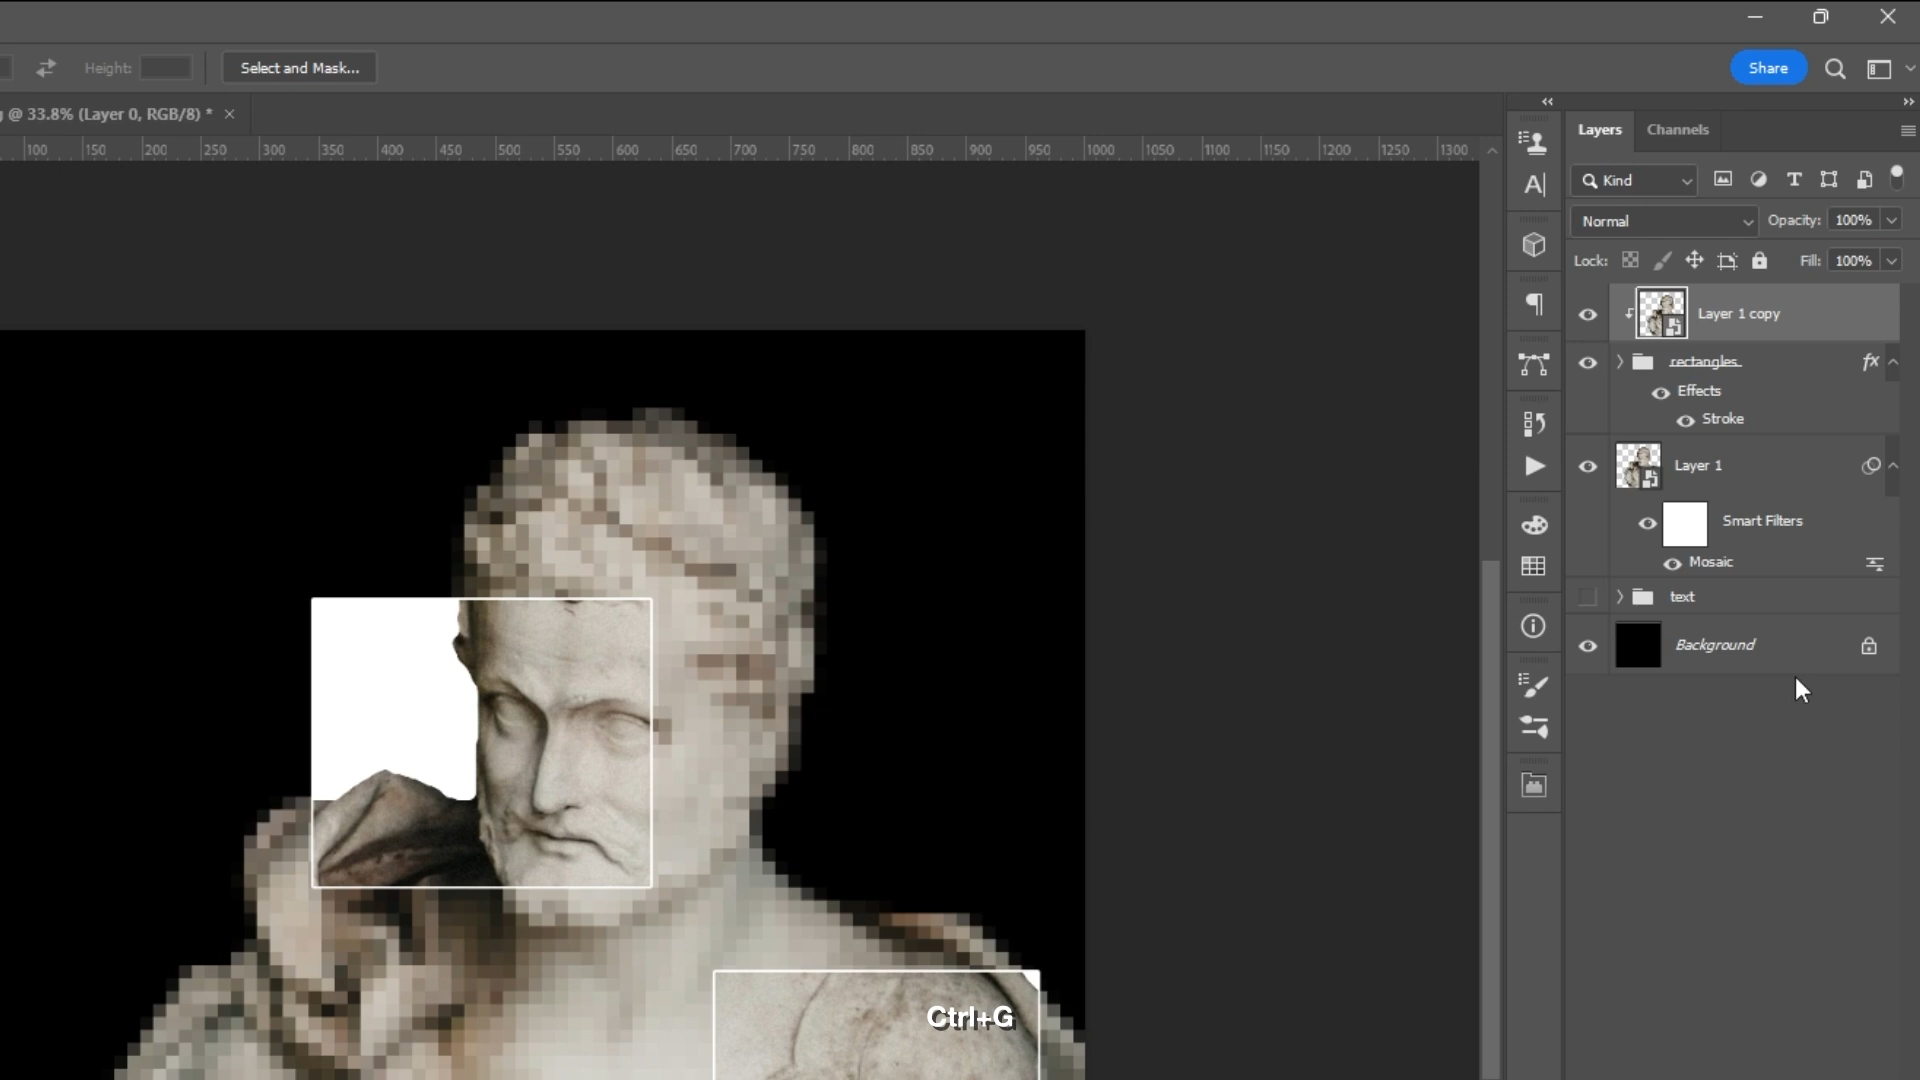 Height:
Select and Mask...
Share
@ 33.8% (Layer 0, RGB/8) *
100 150 200 250 300 350 400 450 500 550 600 650 700 750 800 850 900 950 1000 1050 1100 1150 1200 1250 1300
Layers Channels
Kind
Normal Opacity: 100%
Lock: Fill: 100%
Layer 1 copy
rectangles fx
Effects
Stroke
Layer 1
Smart Filters
Mosaic
text
Background
Ctrl+G